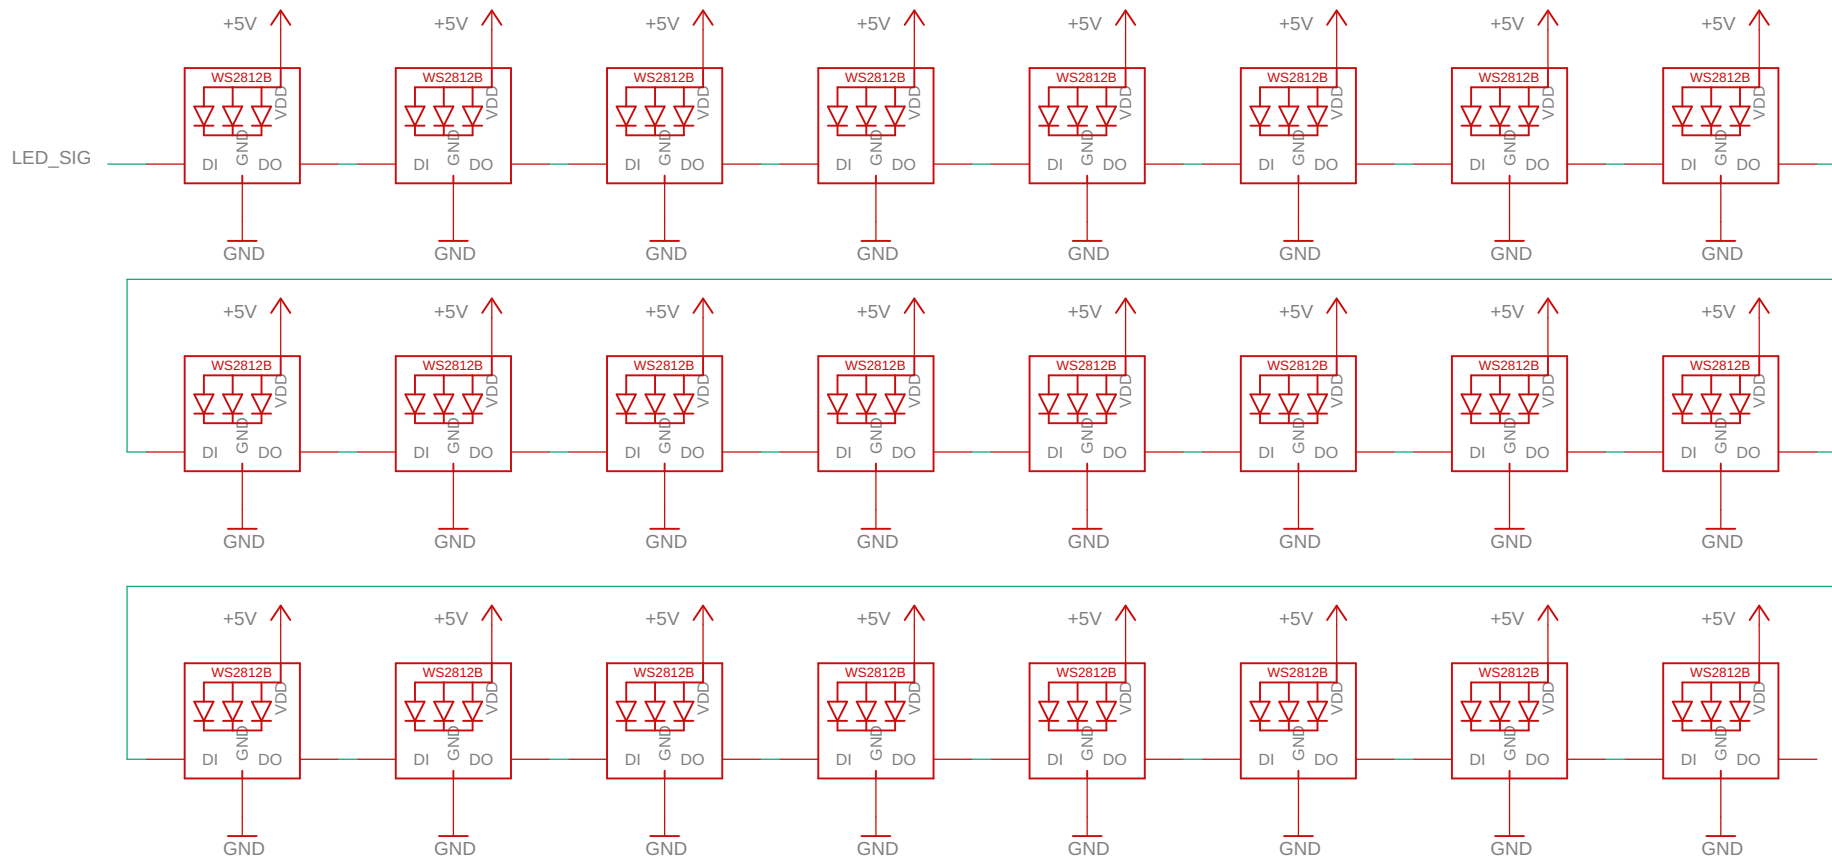 +5V +5V +5V +5V +5V +5V +5V +5V
WS2812B WS2812B WS2812B WS2812B WS2812B WS2812B WS2812B WS2812B
VDD VDD VDD VDD VDD VDD VDD VDD
LED_SIG DI GND DO DI GND DO DI GND DO DI GND DO DI GND DO DI GND DO DI GND DO DI GND DO
GND GND GND GND GND GND GND GND
+5V +5V +5V +5V +5V +5V +5V +5V
WS2812B WS2812B WS2812B WS2812B WS2812B WS2812B WS2812B WS2812B
VDD VDD VDD VDD VDD VDD VDD VDD
DI GND DO DI GND DO DI GND DO DI GND DO DI GND DO DI GND DO DI GND DO DI GND DO
GND GND GND GND GND GND GND GND
+5V +5V +5V +5V +5V +5V +5V +5V
WS2812B WS2812B WS2812B WS2812B WS2812B WS2812B WS2812B WS2812B
VDD VDD VDD VDD VDD VDD VDD VDD
DI GND DO DI GND DO DI GND DO DI GND DO DI GND DO DI GND DO DI GND DO DI GND DO
GND GND GND GND GND GND GND GND